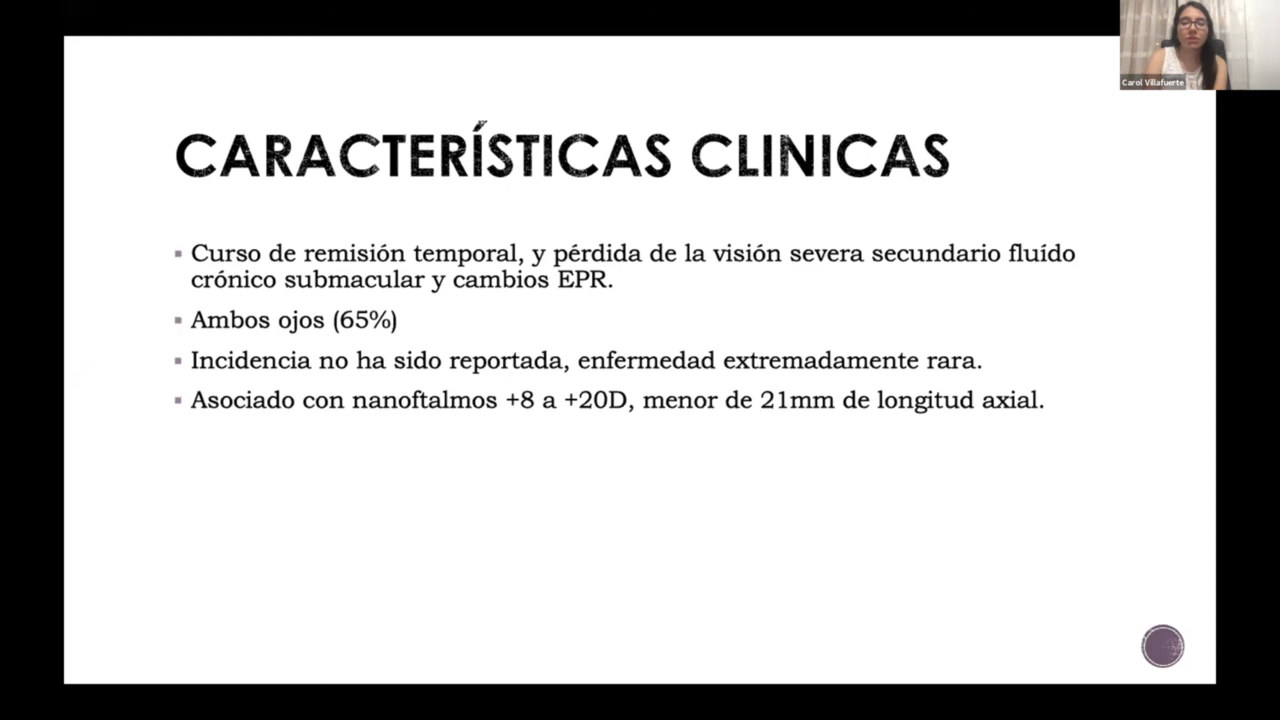 Carol Villafuerte
CARACTERÍSTICAS CLINICAS
Curso de remisión temporal, y pérdida de la visión severa secundario fluído
crónico submacular y cambios EPR.
Ambos ojos (65%)
Incidencia no ha sido reportada, enfermedad extremadamente rara.
Asociado con nanoftalmos +8 a +20D, menor de 21mm de longitud axial.